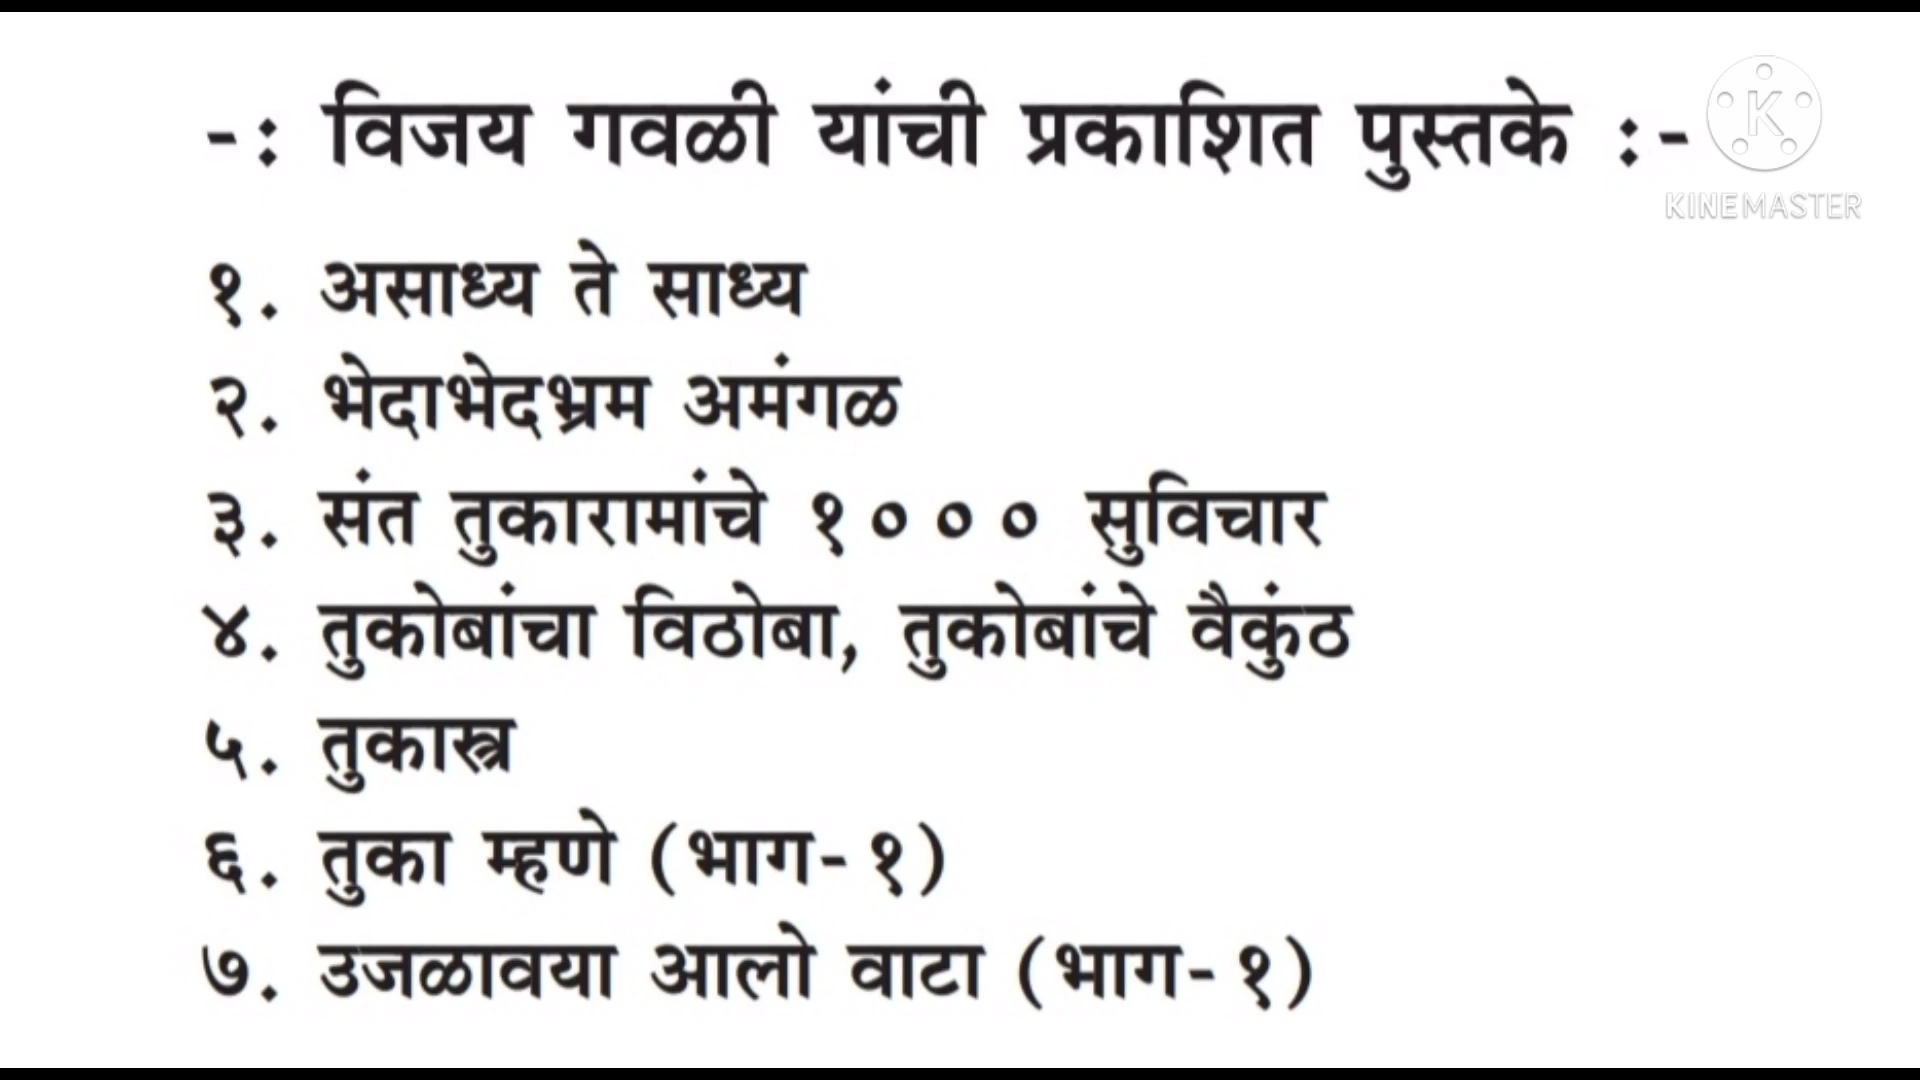 -: विजय गवळी यांची प्रकाशित पुस्तके :-
KINEMASTER
१. असाध्य ते साध्य
२. भेदाभेदभ्रम अमंगळ
३. संत तुकारामांचे १००० सुविचार
४. तुकोबांचा विठोबा, तुकोबांचे वैकुंठ
५. तुकास्त्र
६. तुका म्हणे (भाग-१)
७. उजळावया आलो वाटा (भाग-१)